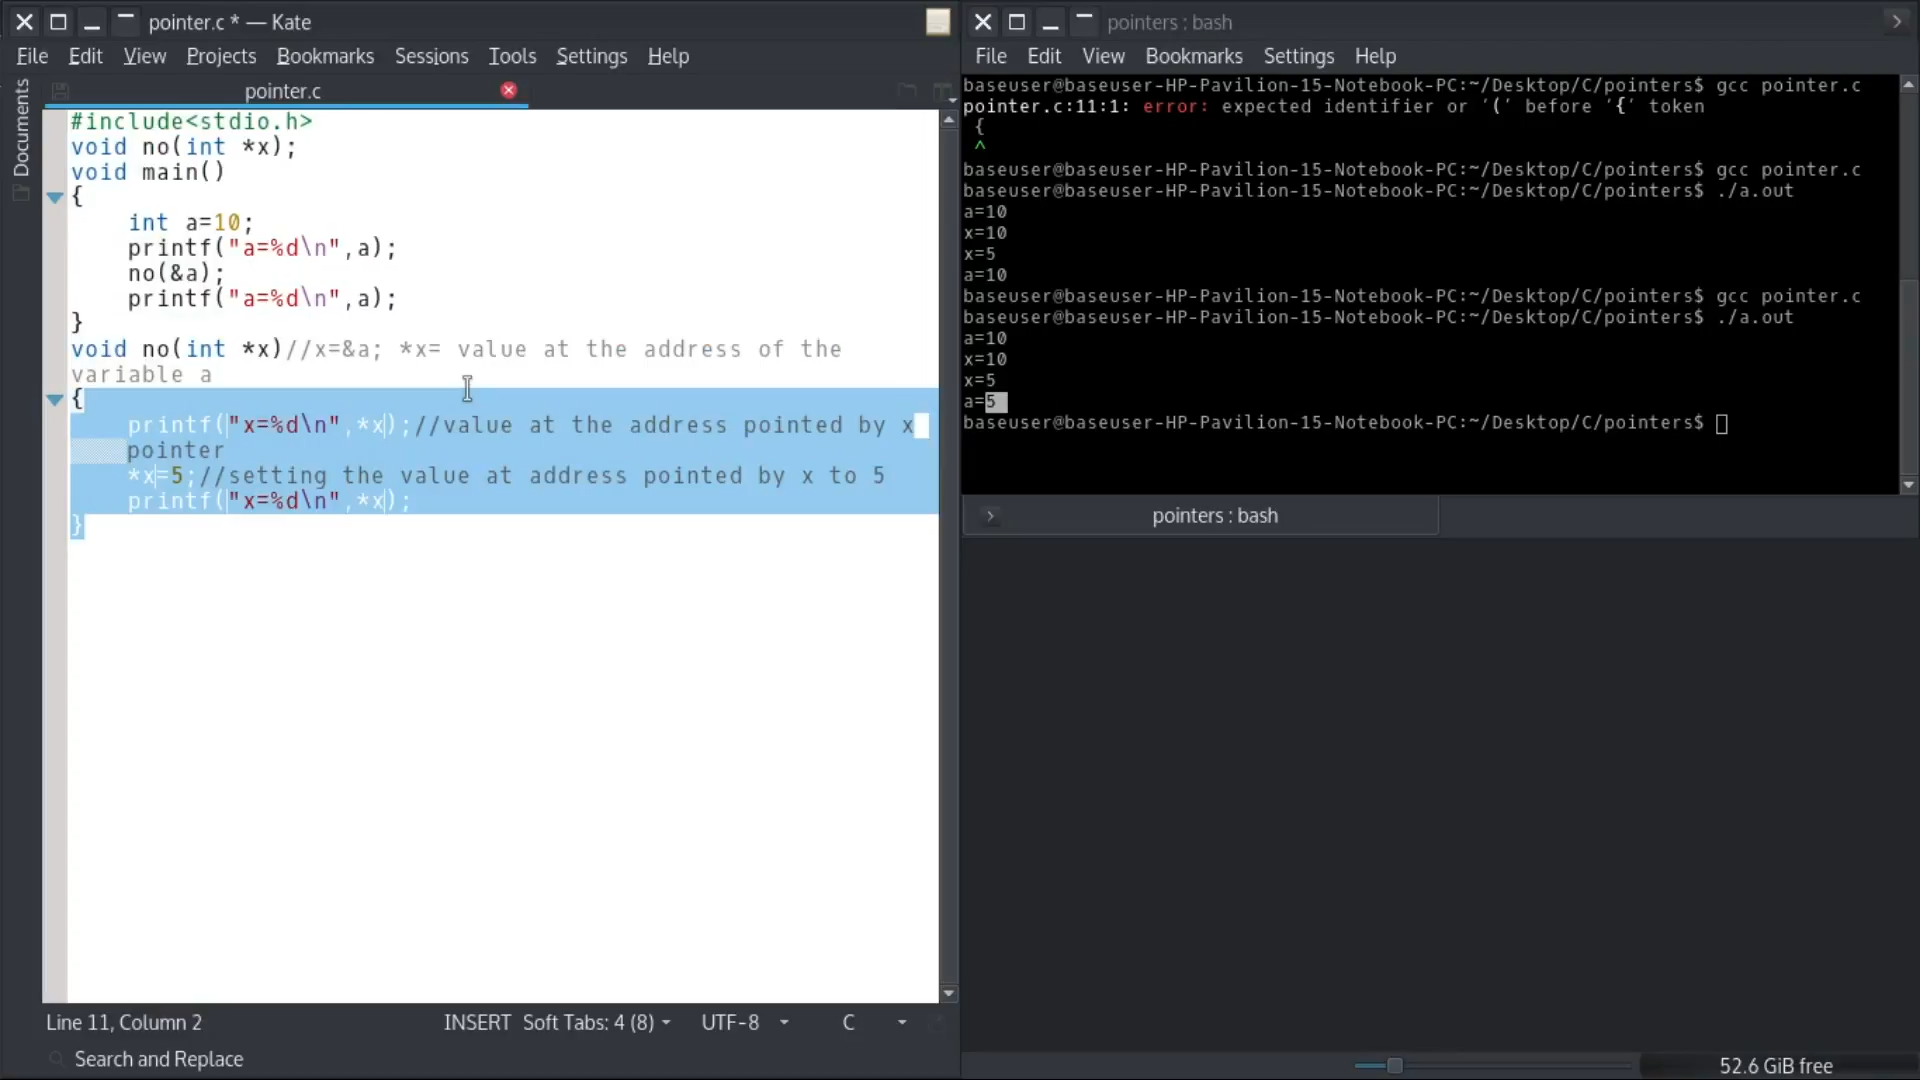 pointer.c * — Kate
File Edit View Projects Bookmarks Sessions Tools Settings Help
Documents
pointer.c
#include<stdio.h>
void no(int *x);
void main()
{
    int a=10;
    printf("a=%d\n",a);
    no(&a);
    printf("a=%d\n",a);
}
void no(int *x)//x=&a; *x= value at the address of the
variable a
{
    printf("x=%d\n",*x);//value at the address pointed by x
    pointer
    *x=5;//setting the value at address pointed by x to 5
    printf("x=%d\n",*x);
}
Line 11, Column 2 INSERT Soft Tabs: 4 (8) UTF-8 C
Search and Replace
pointers : bash
File Edit View Bookmarks Settings Help
baseuser@baseuser-HP-Pavilion-15-Notebook-PC:~/Desktop/C/pointers$ gcc pointer.c
pointer.c:11:1: error: expected identifier or ‘(’ before ‘{’ token
 {
 ^
baseuser@baseuser-HP-Pavilion-15-Notebook-PC:~/Desktop/C/pointers$ gcc pointer.c
baseuser@baseuser-HP-Pavilion-15-Notebook-PC:~/Desktop/C/pointers$ ./a.out
a=10
x=10
x=5
a=10
baseuser@baseuser-HP-Pavilion-15-Notebook-PC:~/Desktop/C/pointers$ gcc pointer.c
baseuser@baseuser-HP-Pavilion-15-Notebook-PC:~/Desktop/C/pointers$ ./a.out
a=10
x=10
x=5
a=5
baseuser@baseuser-HP-Pavilion-15-Notebook-PC:~/Desktop/C/pointers$
pointers : bash
52.6 GiB free